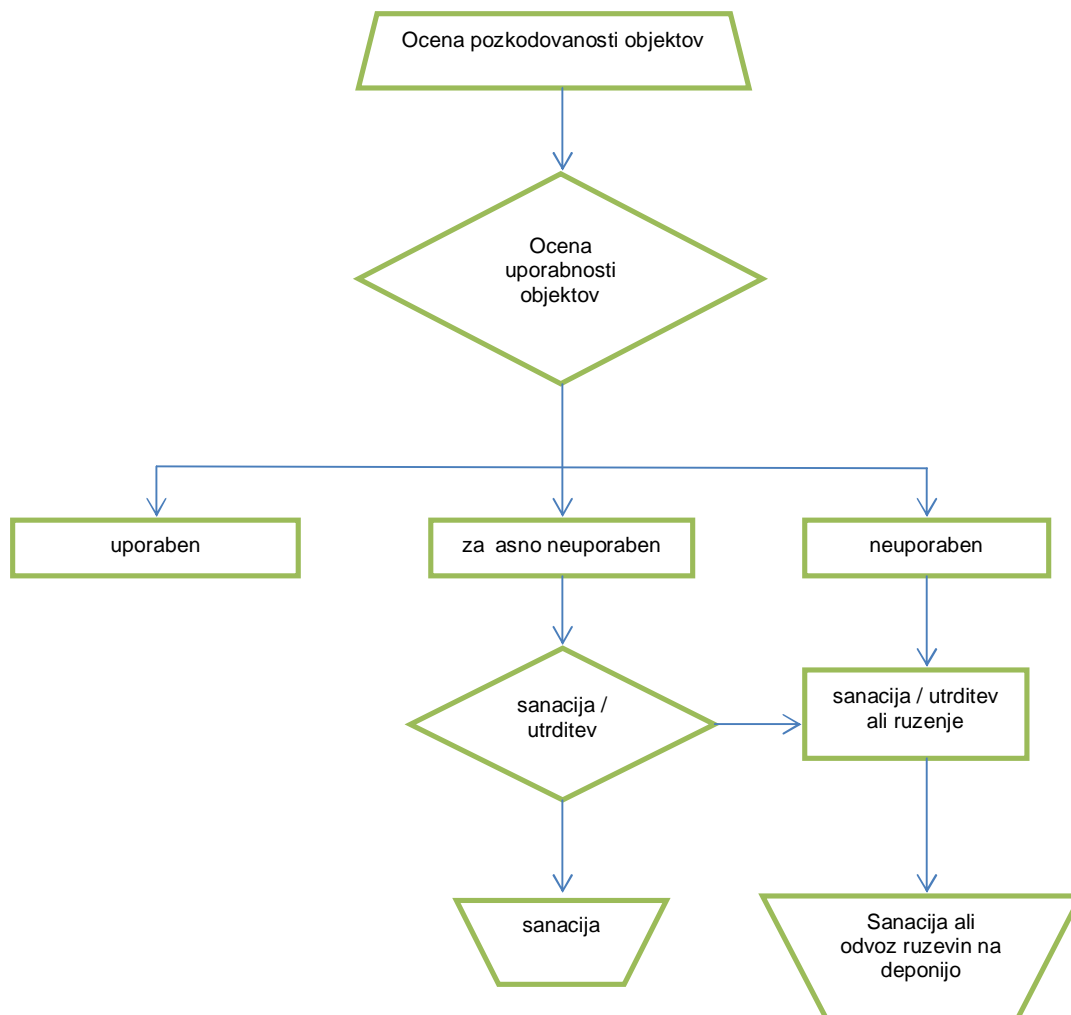 Ocena pozkodovanosti objektov
Ocena
uporabnosti
objektov
uporaben
za asno neuporaben
neuporaben
sanacija /
utrditev
sanacija / utrditev
ali ruzenje
sanacija
Sanacija ali
odvoz ruzevin na
deponijo